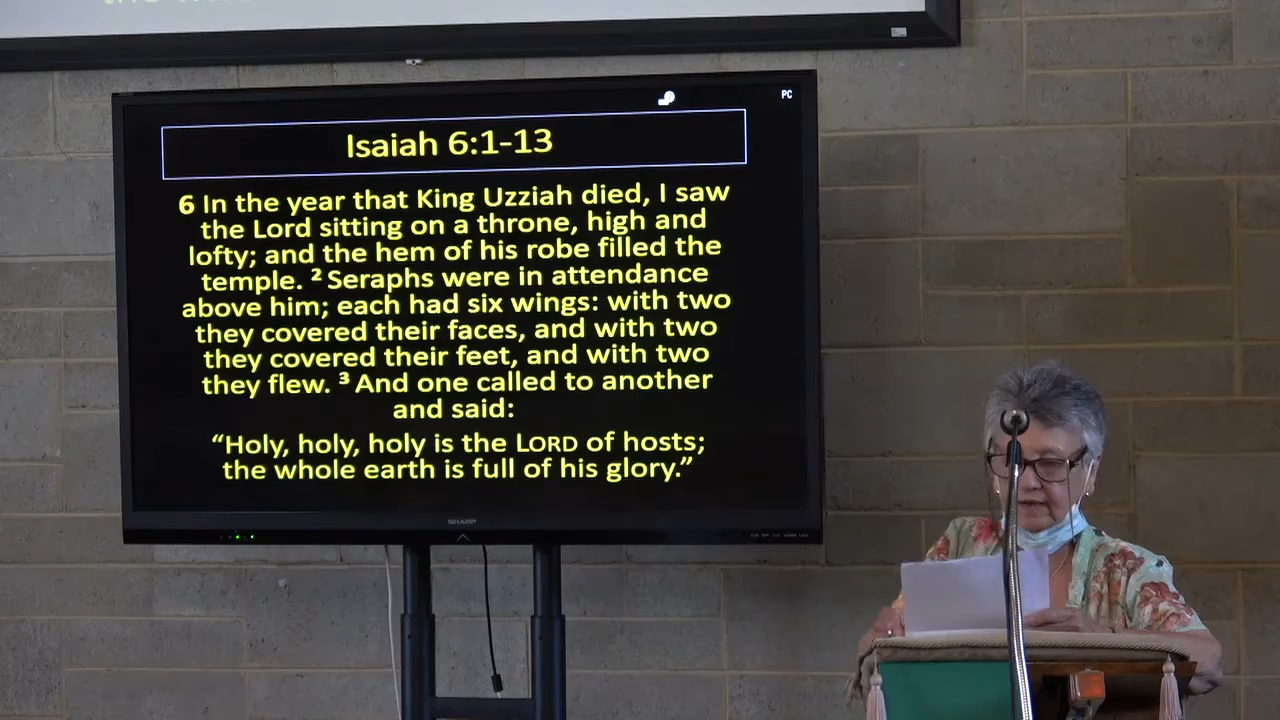 PC
Isaiah 6:1-13
6 In the year that King Uzziah died, I saw
the Lord sitting on a throne, high and
lofty; and the hem of his robe filled the
temple. ² Seraphs were in attendance
above him; each had six wings: with two
they covered their faces, and with two
they covered their feet, and with two
they flew. ³ And one called to another
and said:
“Holy, holy, holy is the LORD of hosts;
the whole earth is full of his glory.”
SHARP